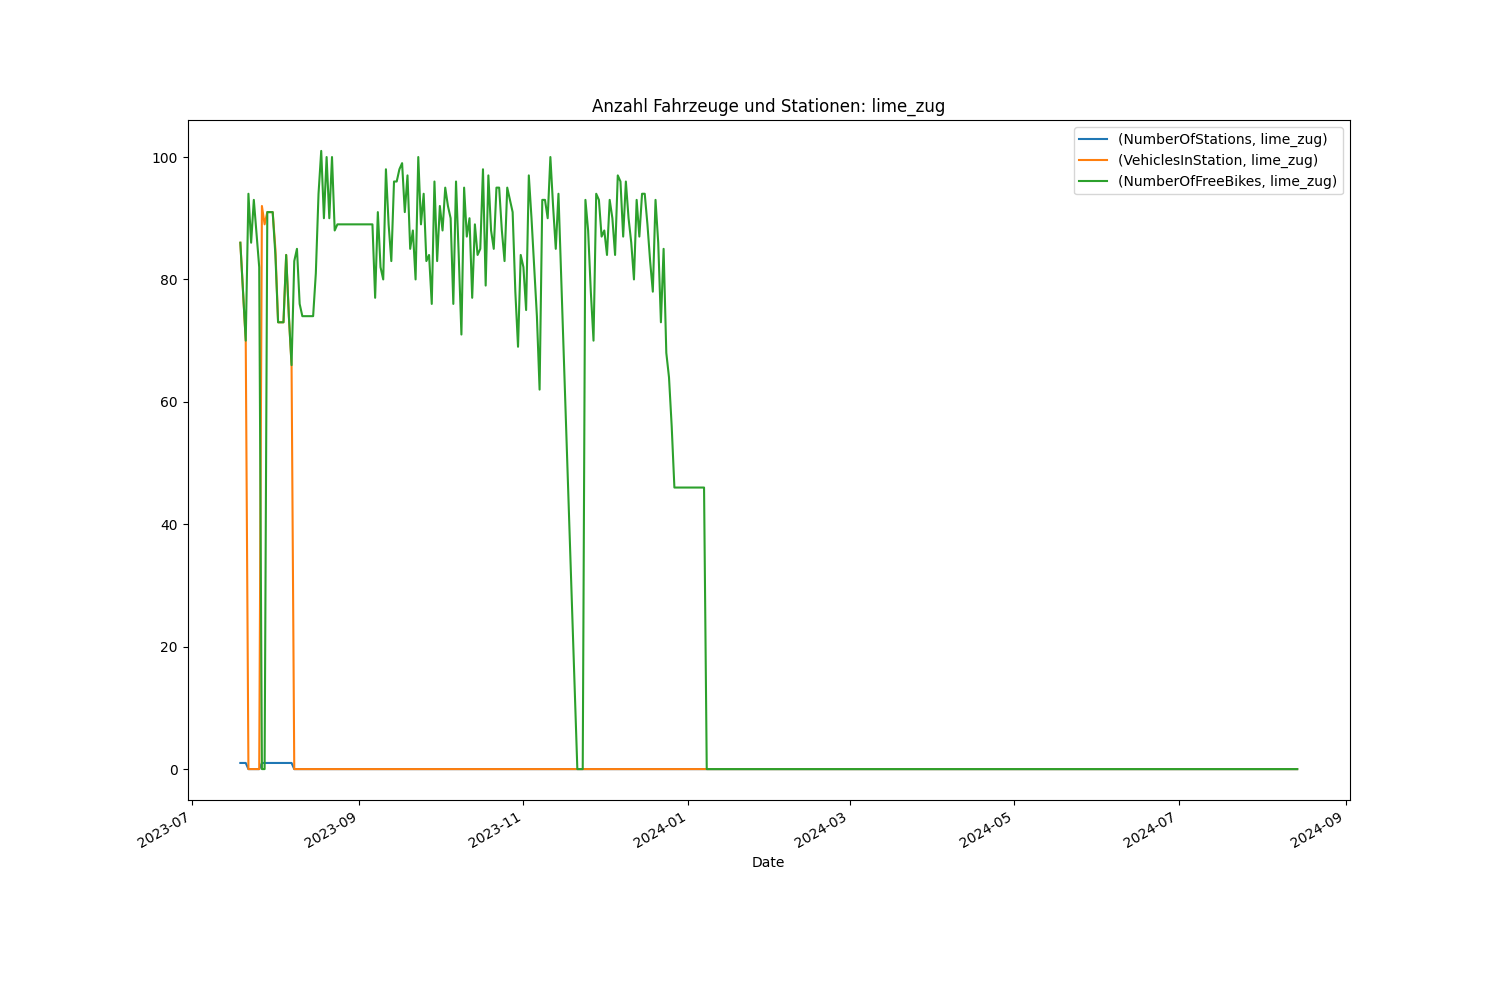 Anzahl Fahrzeuge und Stationen: lime_zug
(NumberOfStations, lime_zug)
(VehiclesInStation, lime_zug)
(NumberOfFreeBikes, lime_zug)
100
80
60
40
20
0
2023-07
2023-09
2023-11
2024-01
2024-03
2024-05
2024-07
2024-09
Date